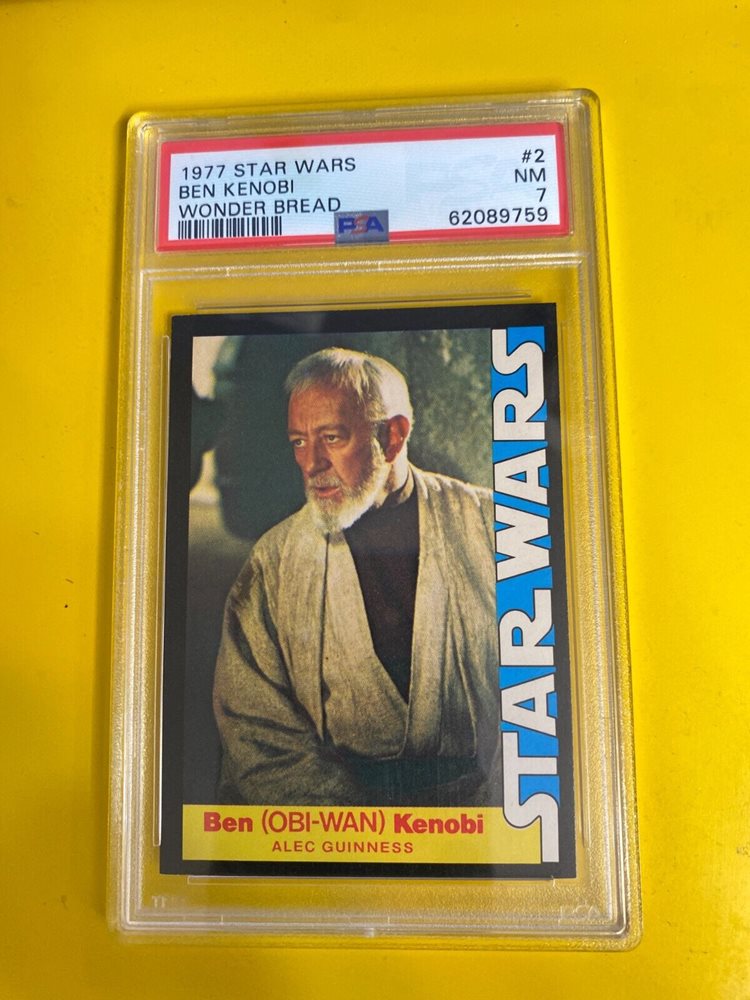 1977 STAR WARS #2
BEN KENOBI NM
WONDER BREAD 7
PSA 62089759
STAR WARS
Ben (OBI-WAN) Kenobi
ALEC GUINNESS